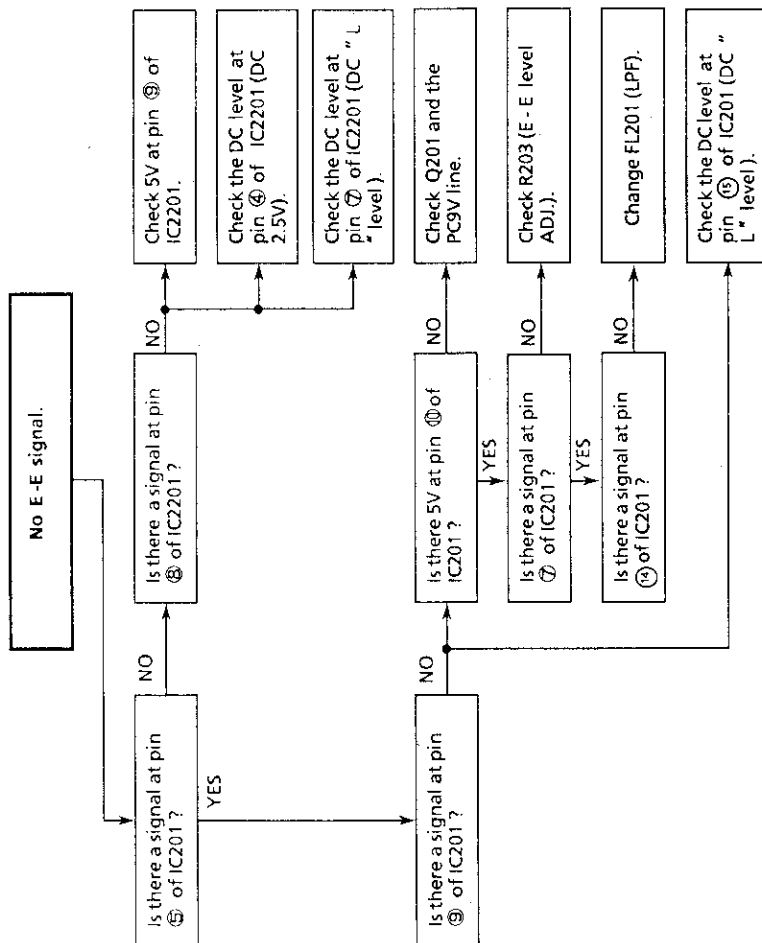 No E-E signal.
Is there a signal at pin
⑤ of IC201?
NO
Is there a signal at pin
⑧ of IC2201?
NO
Check 5V at pin ⑨ of
IC2201.
Check the DC level at
pin ④ of IC2201 (DC
2.5V).
Check the DC level at
pin ⑦ of IC2201 (DC " L
" level).
YES
Is there a signal at pin
⑨ of IC201?
NO
Is there 5V at pin ⑩ of
IC201?
NO
Check Q201 and the
PC9V line.
YES
Is there a signal at pin
⑦ of IC201?
NO
Check R203 (E-E level
ADJ.).
YES
Is there a signal at pin
⑭ of IC201?
NO
Change FL201 (LPF).
Check the DC level at
pin ⑮ of IC201 (DC "
L" level).